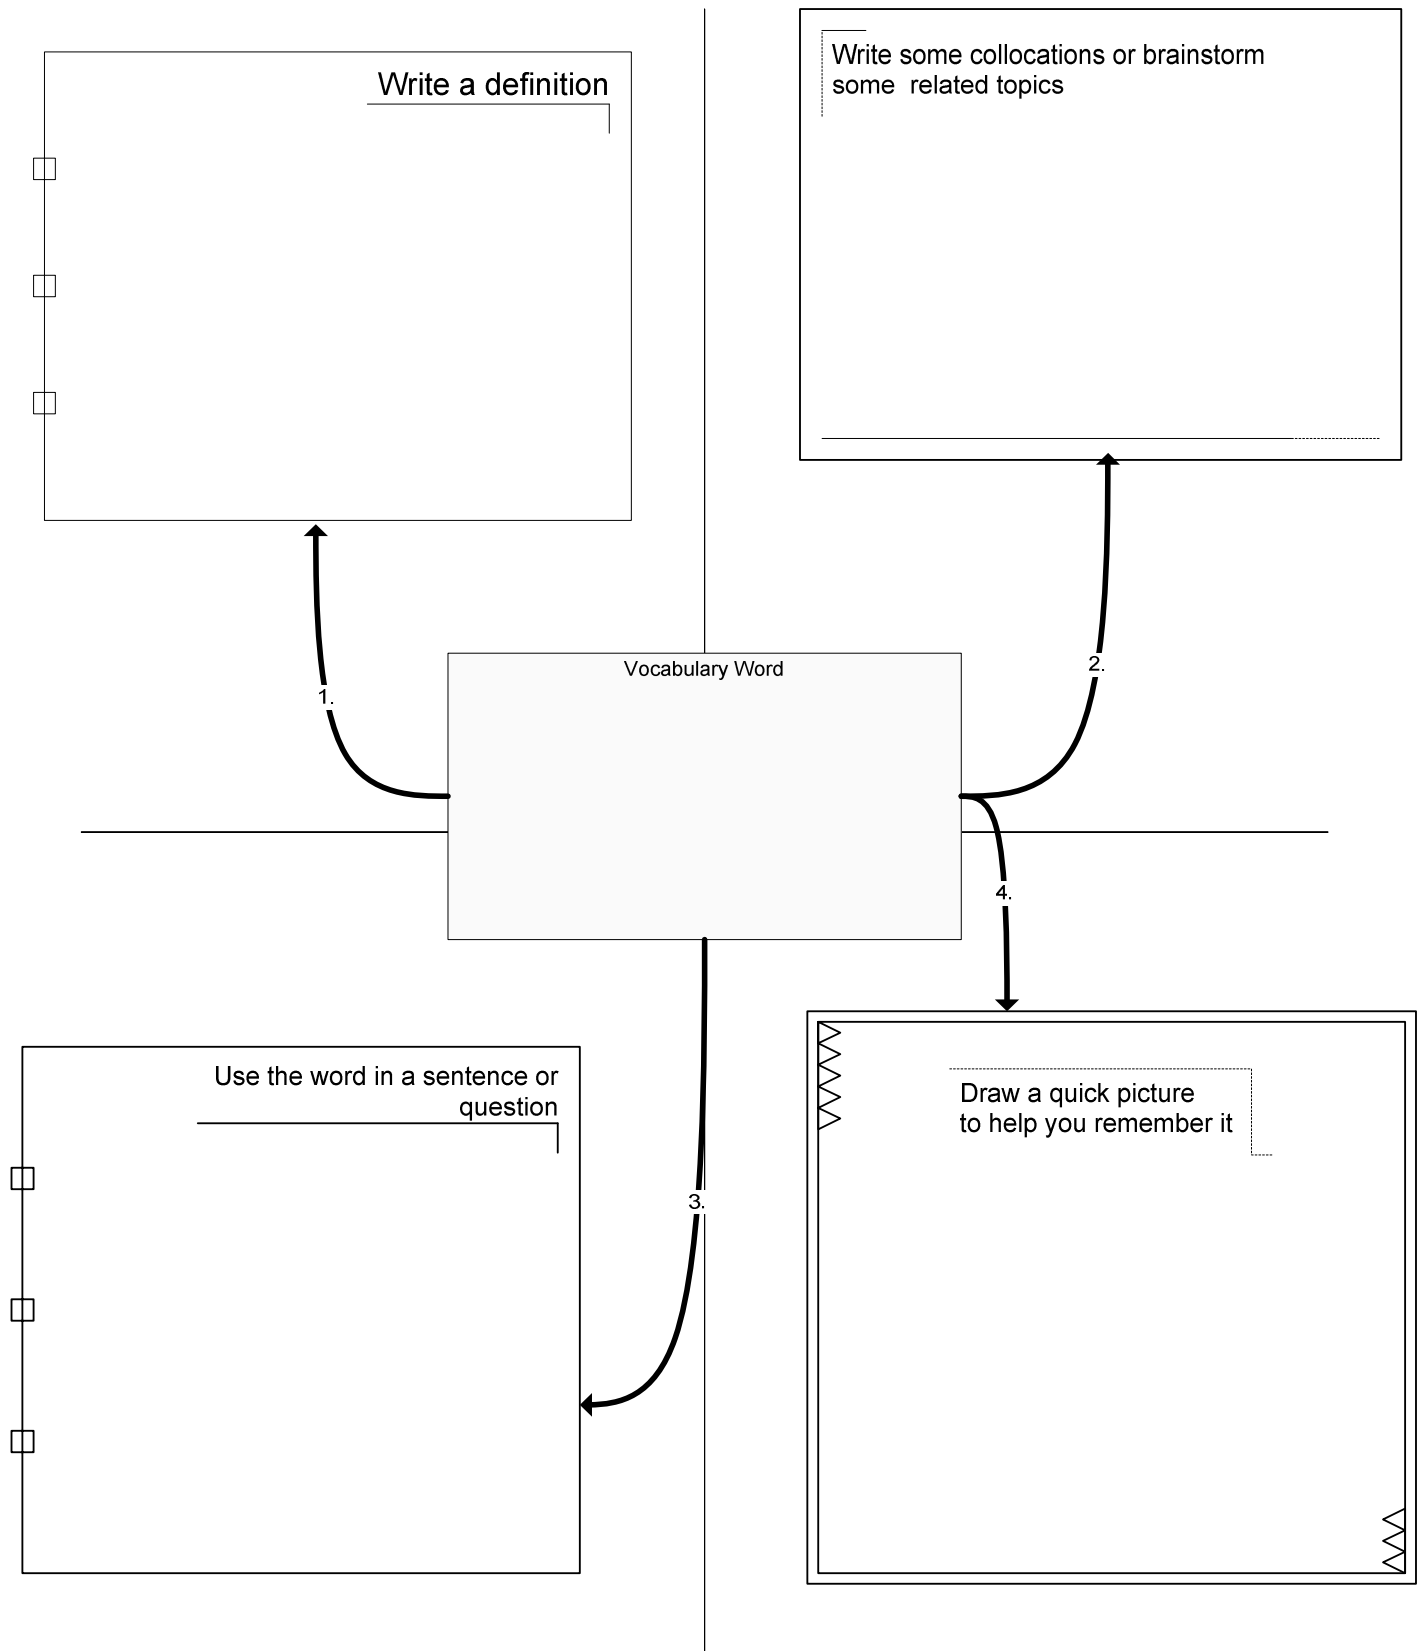 Write a definition
Write some collocations or brainstorm
some  related topics
Vocabulary Word
1.
2.
3.
4.
Use the word in a sentence or
question
Draw a quick picture
to help you remember it